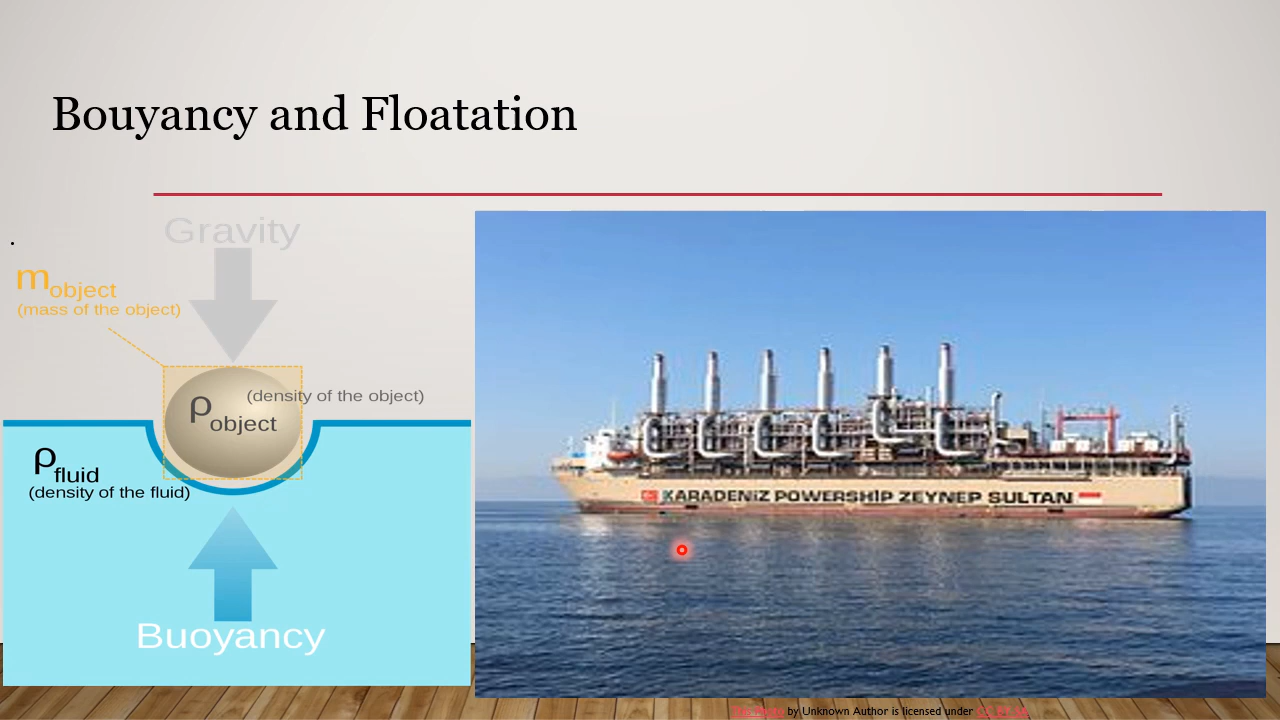 Bouyancy and Floatation
.
Gravity
m object
(mass of the object)
(density of the object)
ρ object
ρ fluid
(density of the fluid)
Buoyancy
KARADENiZ POWERSHİP ZEYNEP SULTAN
This Photo by Unknown Author is licensed under CC BY-SA